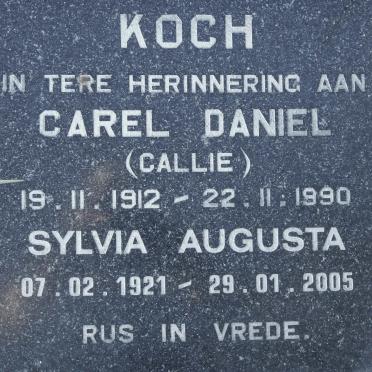 KOCH
IN TERE HERINNERING AAN
CAREL DANIEL
(CALLIE)
19.11.1912 - 22.11.1990
SYLVIA AUGUSTA
07.02.1921 - 29.01.2005
RUS IN VREDE.